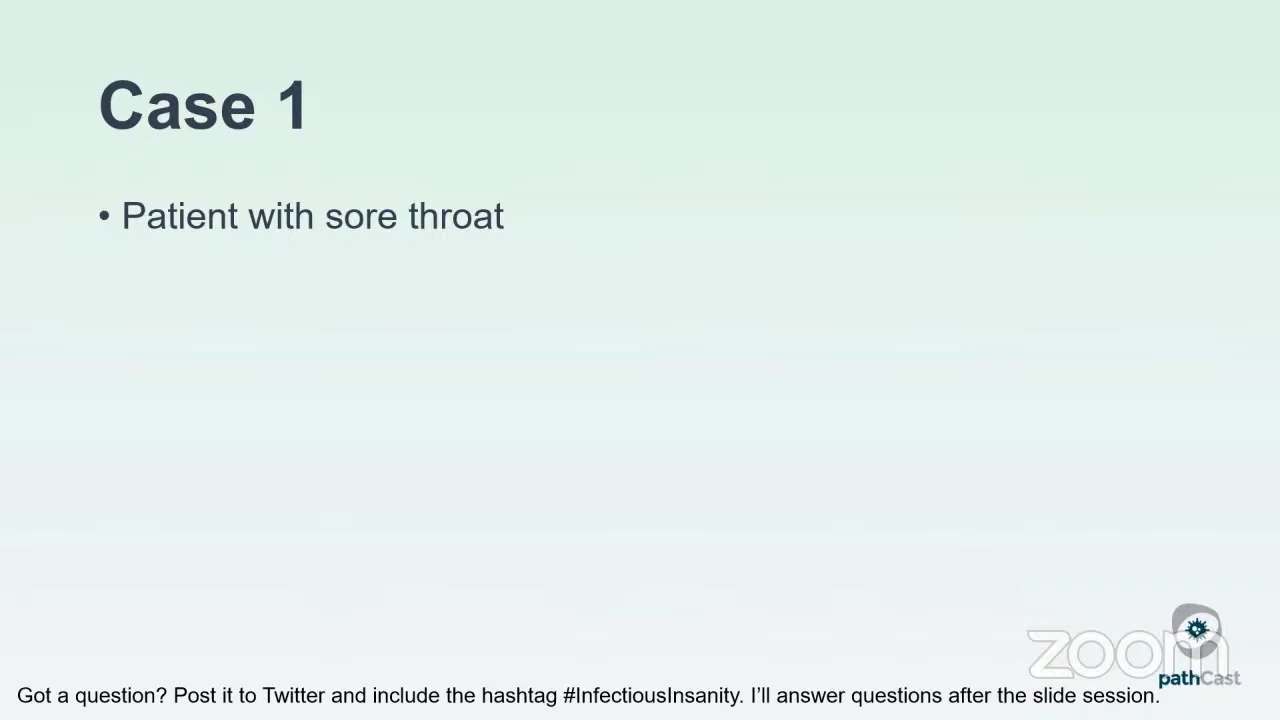 Case 1
• Patient with sore throat
zoom
pathCast
Got a question? Post it to Twitter and include the hashtag #InfectiousInsanity. I’ll answer questions after the slide session.